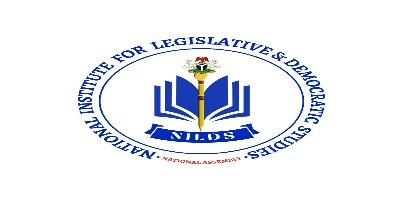 · NATIONAL INSTITUTE FOR LEGISLATIVE & DEMOCRATIC STUDIES ·
NILDS
NATIONAL ASSEMBLY